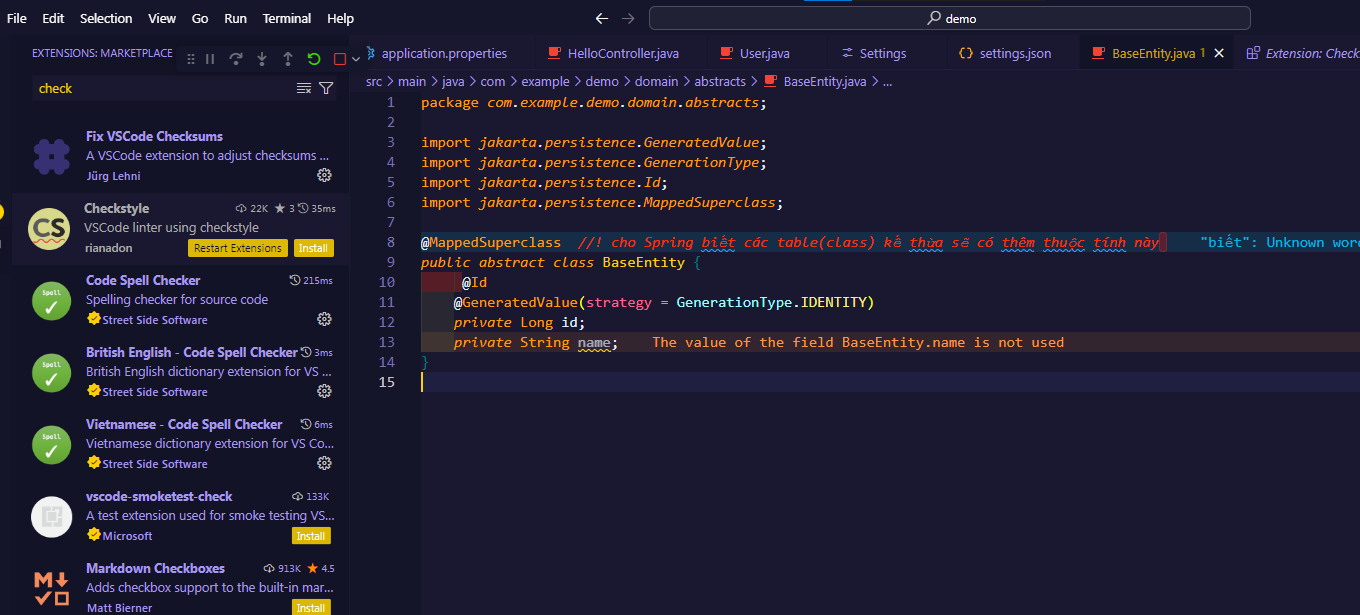 File Edit Selection View Go Run Terminal Help
demo
EXTENSIONS: MARKETPLACE
application.properties HelloController.java User.java Settings settings.json BaseEntity.java 1 Extension: Check
src > main > java > com > example > demo > domain > abstracts > BaseEntity.java > ...
check
Fix VSCode Checksums
A VSCode extension to adjust checksums ...
Jürg Lehni
Checkstyle 22K 3 35ms
VSCode linter using checkstyle
rianadon Restart Extensions Install
Code Spell Checker 215ms
Spelling checker for source code
Street Side Software
British English - Code Spell Checker 3ms
British English dictionary extension for VS ...
Street Side Software
Vietnamese - Code Spell Checker 6ms
Vietnamese dictionary extension for VS Co...
Street Side Software
vscode-smoketest-check 133K
A test extension used for smoke testing VS...
Microsoft Install
Markdown Checkboxes 913K 4.5
Adds checkbox support to the built-in mar...
Matt Bierner Install
1 package com.example.demo.domain.abstracts;
2
3 import jakarta.persistence.GeneratedValue;
4 import jakarta.persistence.GenerationType;
5 import jakarta.persistence.Id;
6 import jakarta.persistence.MappedSuperclass;
7
8 @MappedSuperclass //! cho Spring biết các table(class) kế thừa sẽ có thêm thuộc tính này "biết": Unknown word
9 public abstract class BaseEntity {
10 @Id
11 @GeneratedValue(strategy = GenerationType.IDENTITY)
12 private Long id;
13 private String name; The value of the field BaseEntity.name is not used
14 }
15